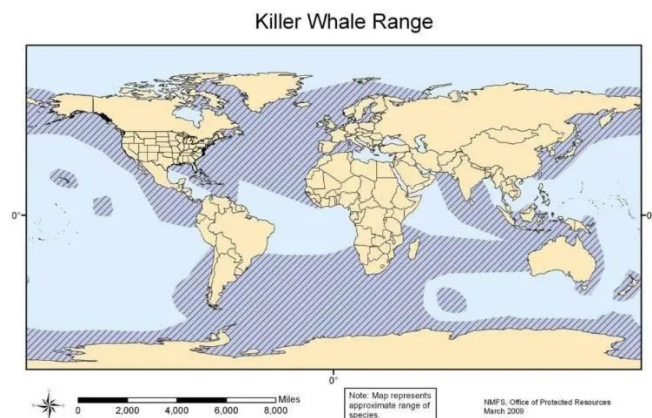 Killer Whale Range
0°
0
0°
Miles
0 2,000 4,000 6,000 8,000
Note: Map represents
approximate range of
species.
NMFS, Office of Protected Resources
March 2009